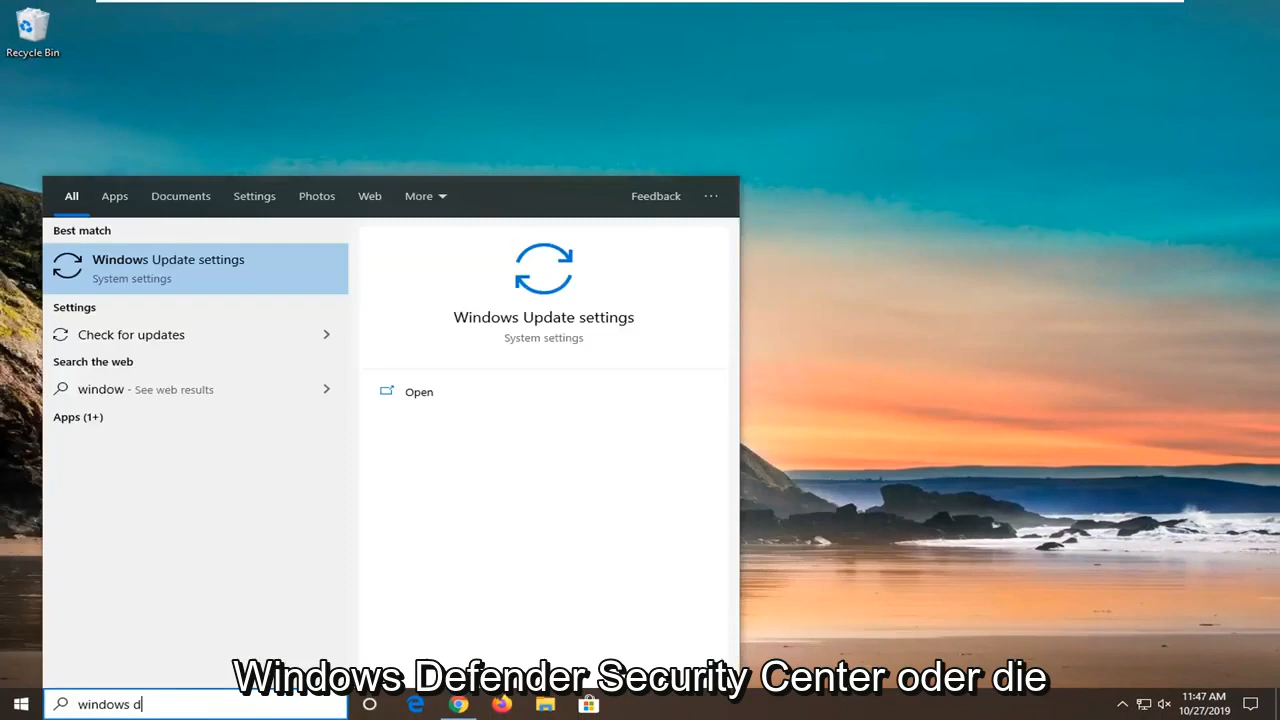 Recycle Bin
All Apps Documents Settings Photos Web More Feedback ...
Best match
Windows Update settings
System settings
Settings
Check for updates
Search the web
window - See web results
Apps (1+)
Windows Update settings
System settings
Open
Windows Defender Security Center oder die
windows d
11:47 AM
10/27/2019